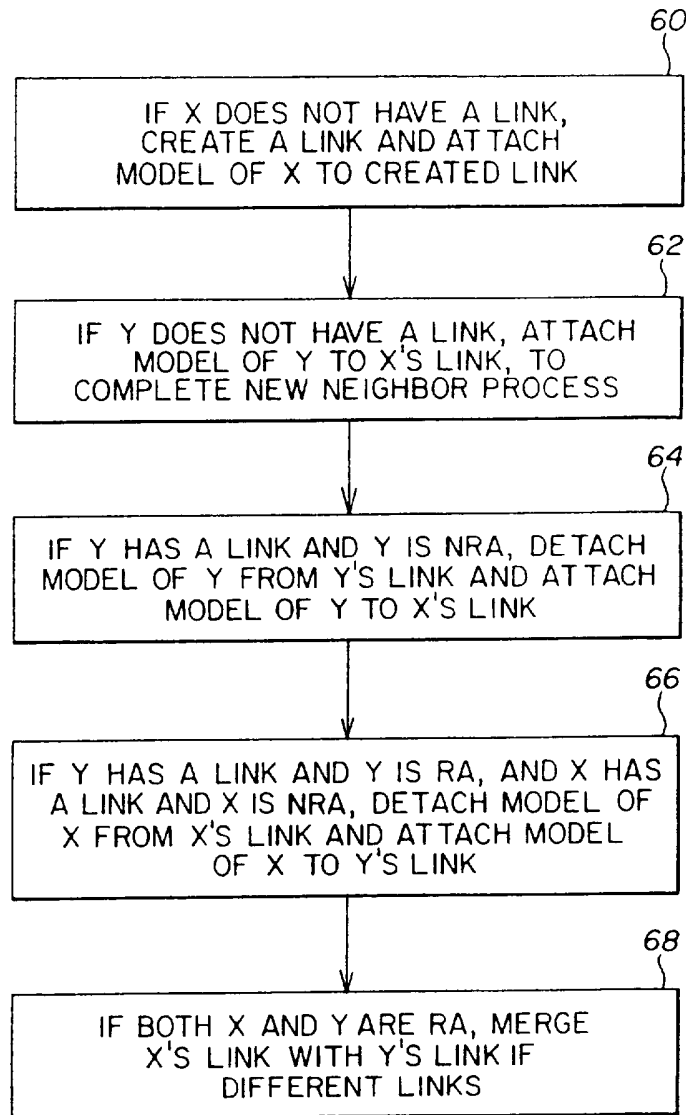 60
IF X DOES NOT HAVE A LINK,
CREATE A LINK AND ATTACH
MODEL OF X TO CREATED LINK
62
IF Y DOES NOT HAVE A LINK, ATTACH
MODEL OF Y TO X'S LINK, TO
COMPLETE NEW NEIGHBOR PROCESS
64
IF Y HAS A LINK AND Y IS NRA, DETACH
MODEL OF Y FROM Y'S LINK AND ATTACH
MODEL OF Y TO X'S LINK
66
IF Y HAS A LINK AND Y IS RA, AND X HAS
A LINK AND X IS NRA, DETACH MODEL OF
X FROM X'S LINK AND ATTACH MODEL
OF X TO Y'S LINK
68
IF BOTH X AND Y ARE RA, MERGE
X'S LINK WITH Y'S LINK IF
DIFFERENT LINKS